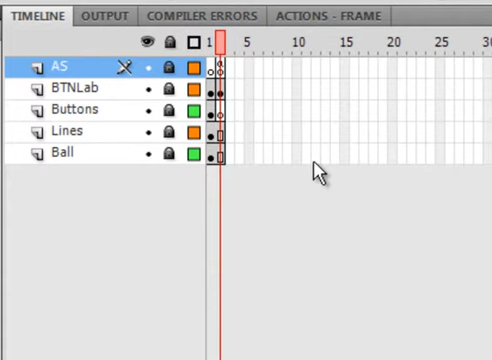 TIMELINE OUTPUT COMPILER ERRORS ACTIONS - FRAME
1 5 10 15 20 25 30
AS
BTNLab
Buttons
Lines
Ball